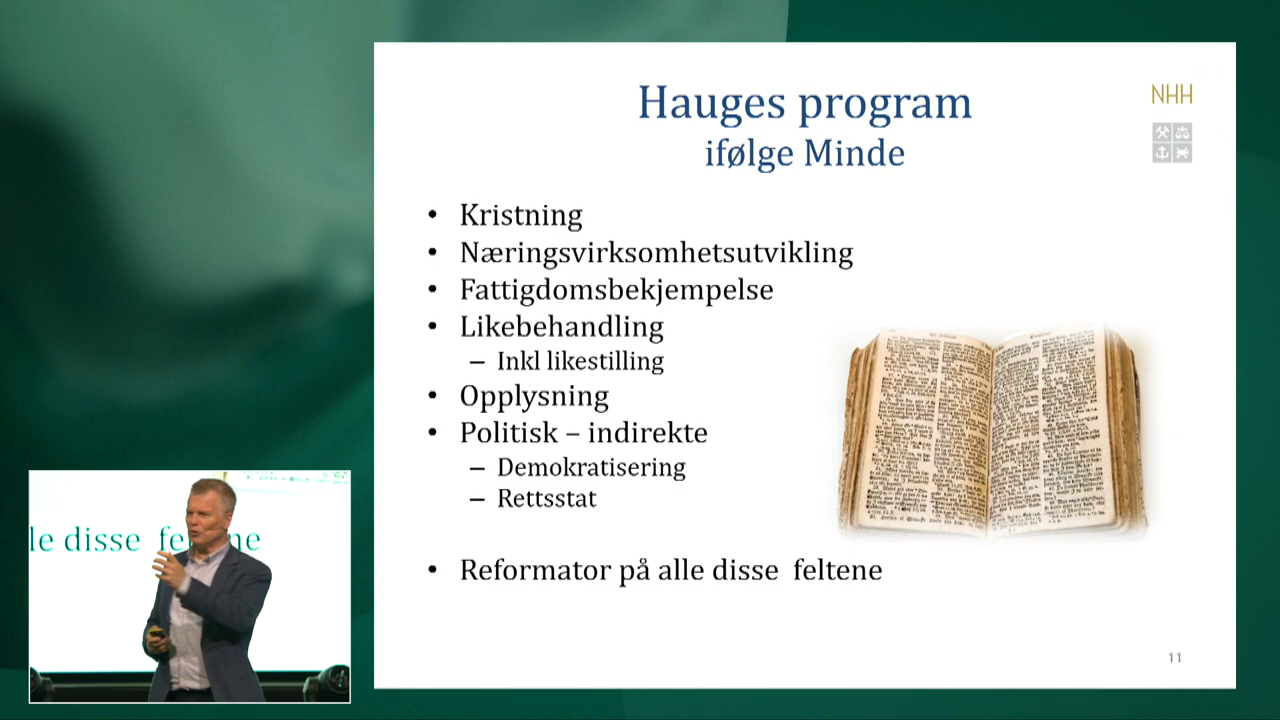 Hauges program
ifølge Minde
NHH
• Kristning
• Næringsvirksomhetsutvikling
• Fattigdomsbekjempelse
• Likebehandling
– Inkl likestilling
• Opplysning
• Politisk – indirekte
– Demokratisering
– Rettsstat
• Reformator på alle disse feltene
11
le disse